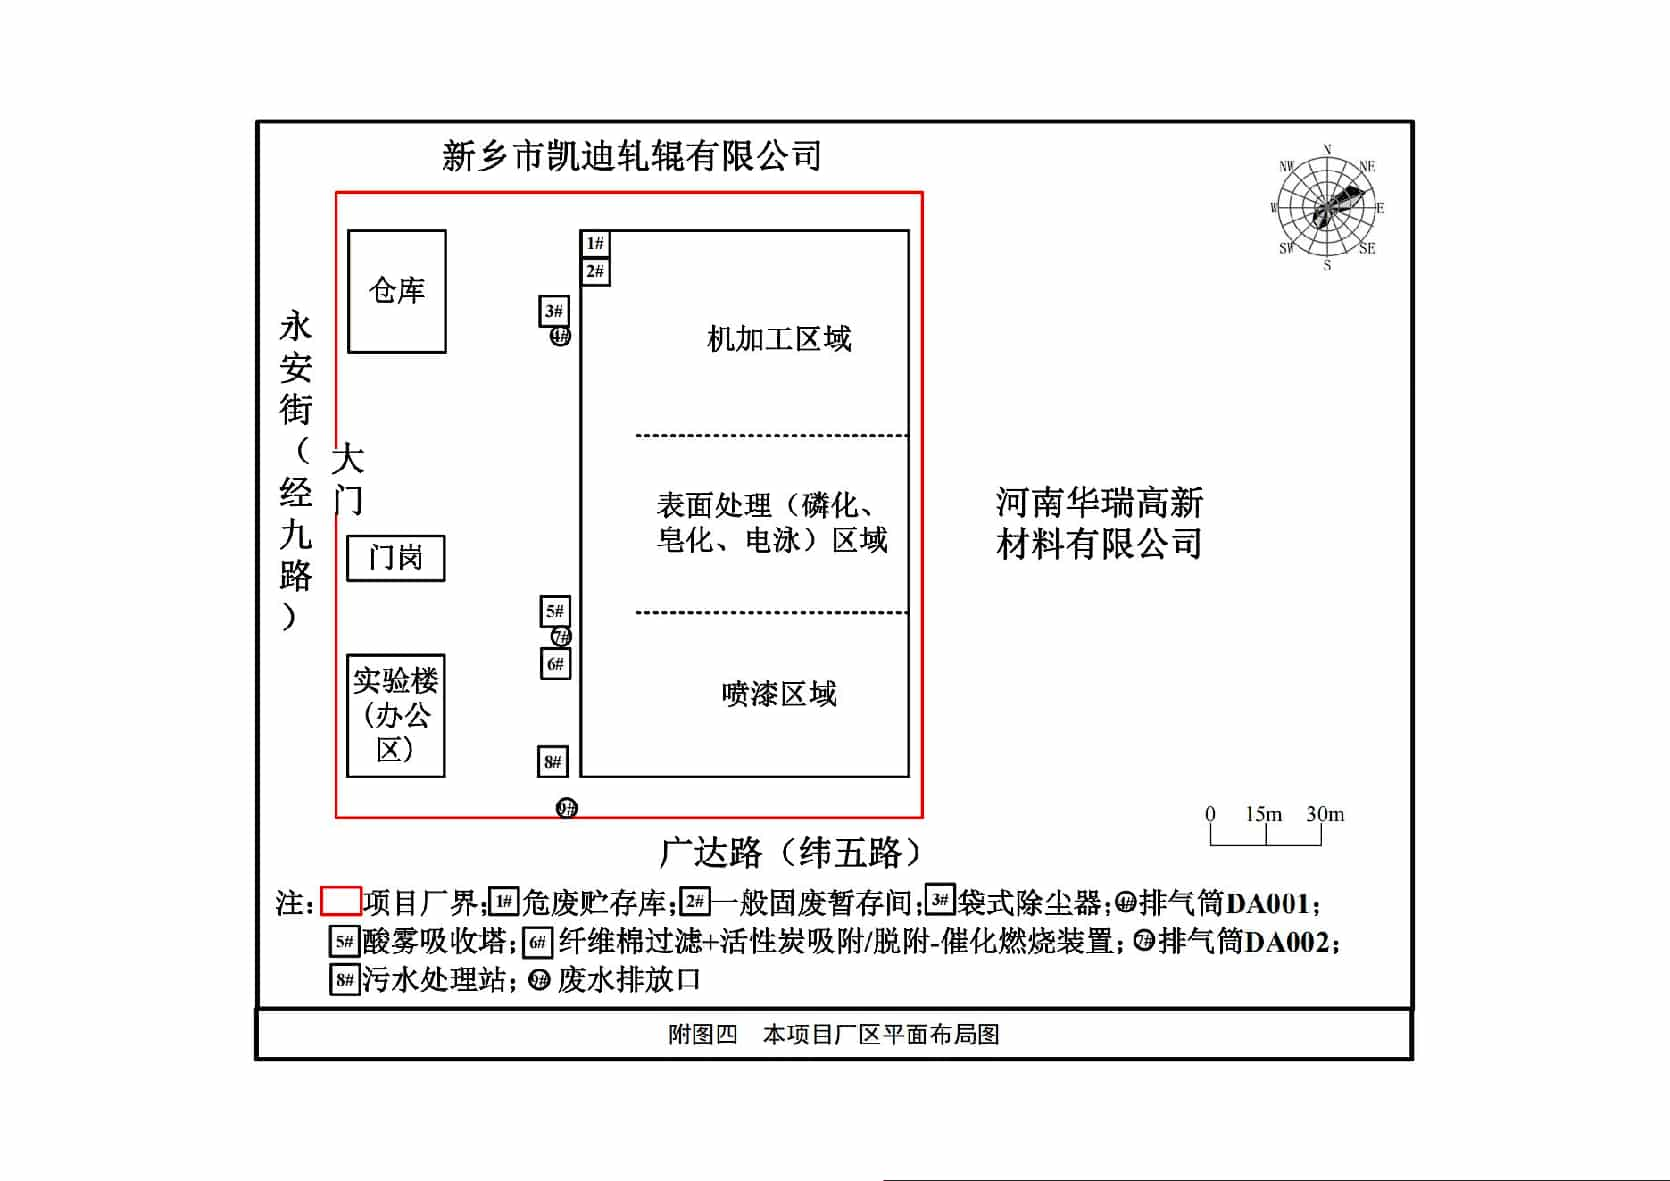 新乡市凯迪轧辊有限公司
N
NW
NE
W
E
SW
SE
S
仓库
1#
2#
3#
4#
机加工区域
永安街（经九路）
大门
门岗
表面处理（磷化、
皂化、电泳）区域
河南华瑞高新
材料有限公司
5#
7#
6#
实验楼
(办公
区)
喷漆区域
8#
9#
0 15m 30m
广达路（纬五路）
注: 项目厂界; 1# 危废贮存库; 2# 一般固废暂存间; 3# 袋式除尘器; 4# 排气筒DA001;
5# 酸雾吸收塔; 6# 纤维棉过滤+活性炭吸附/脱附-催化燃烧装置; 7# 排气筒DA002;
8# 污水处理站; 9# 废水排放口
附图四 本项目厂区平面布局图